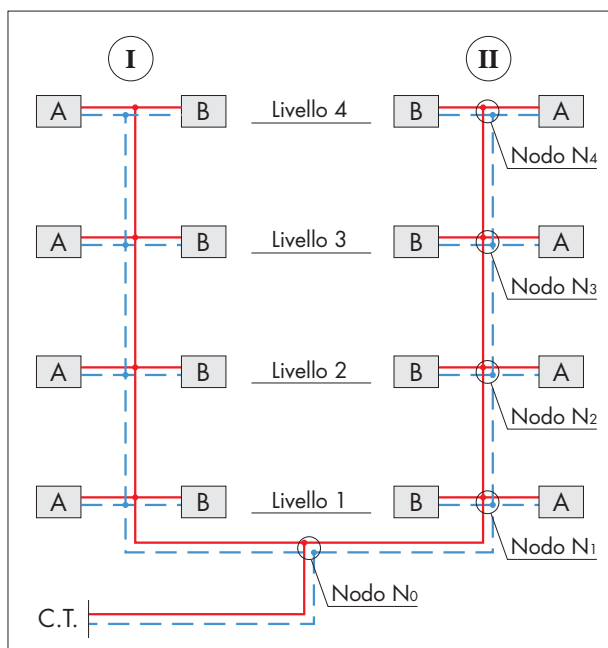 I II
A B Livello 4 B A
Nodo N4
A B Livello 3 B A
Nodo N3
A B Livello 2 B A
Nodo N2
A B Livello 1 B A
Nodo N1
Nodo N0
C.T.